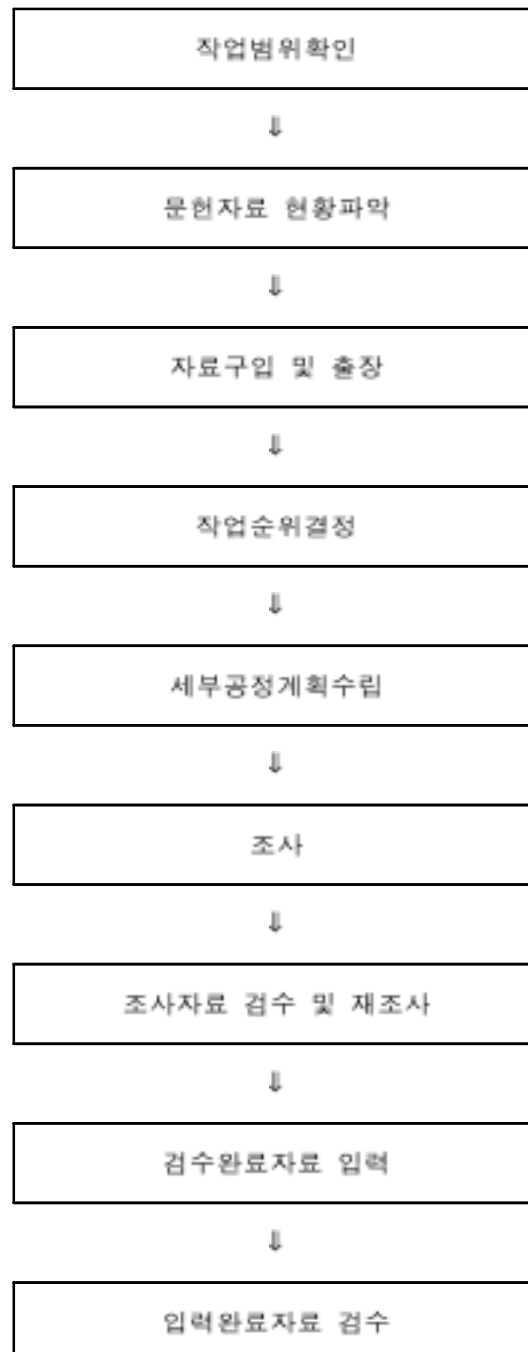 작업범위확인
⇓
문헌자료 현황파악
⇓
자료구입 및 출장
⇓
작업순위결정
⇓
세부공정계획수립
⇓
조사
⇓
조사자료 검수 및 재조사
⇓
검수완료자료 입력
⇓
입력완료자료 검수